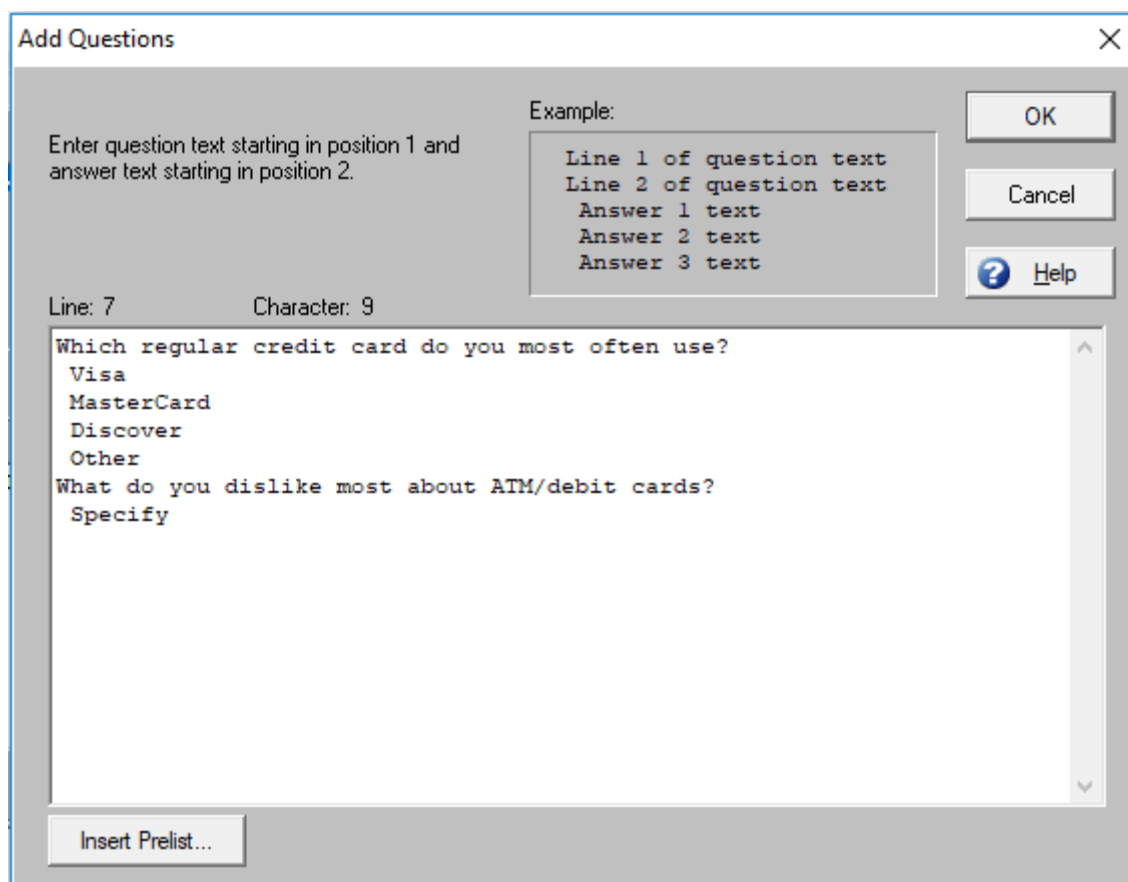 Add Questions
Enter question text starting in position 1 and
answer text starting in position 2.
Example:
Line 1 of question text
Line 2 of question text
Answer 1 text
Answer 2 text
Answer 3 text
OK
Cancel
Help
Line: 7 Character: 9
Which regular credit card do you most often use?
Visa
MasterCard
Discover
Other
What do you dislike most about ATM/debit cards?
Specify
Insert Prelist...